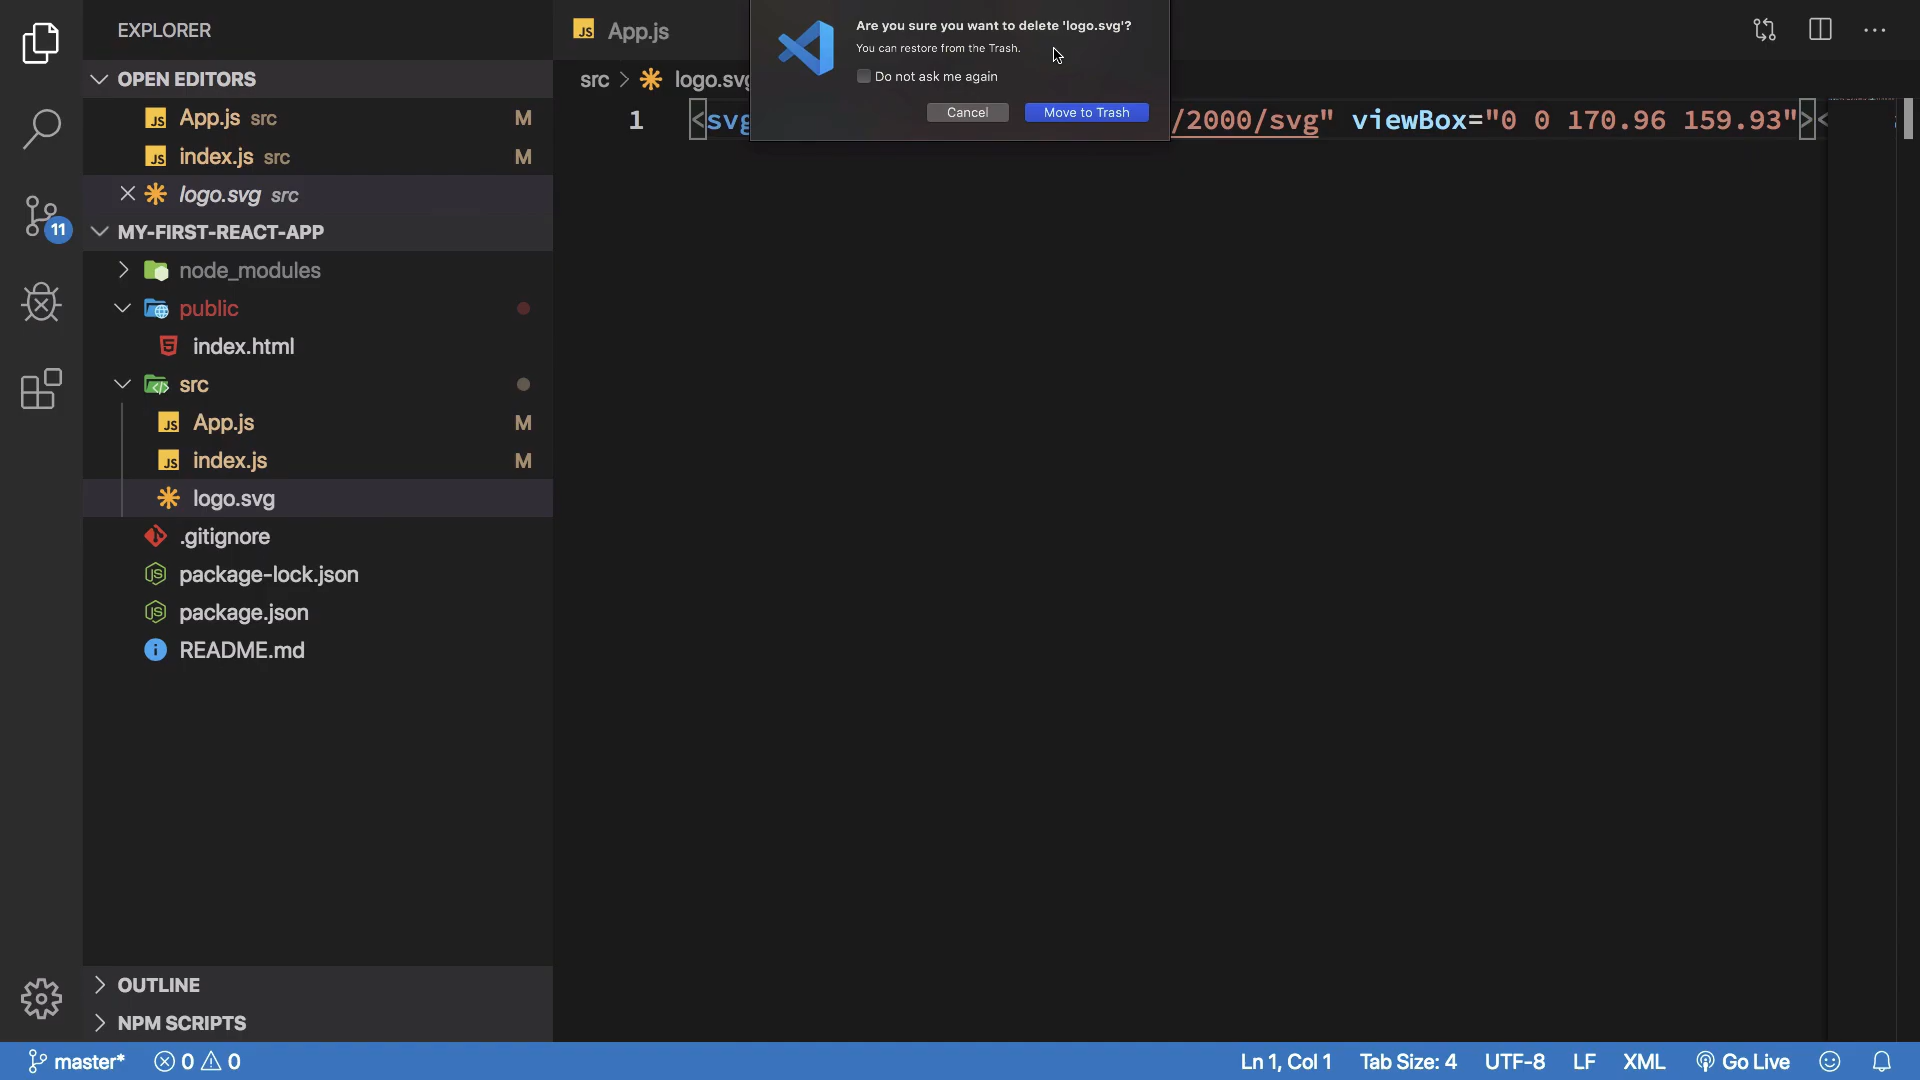 EXPLORER
OPEN EDITORS
App.js src M
index.js src M
logo.svg src
11
MY-FIRST-REACT-APP
node_modules
public
index.html
src
App.js M
index.js M
logo.svg
.gitignore
package-lock.json
package.json
README.md
OUTLINE
NPM SCRIPTS
App.js
src > logo.svg
1 <svg /2000/svg" viewBox="0 0 170.96 159.93"><
Are you sure you want to delete 'logo.svg'?
You can restore from the Trash.
Do not ask me again
Cancel Move to Trash
master* 0 0 Ln 1, Col 1 Tab Size: 4 UTF-8 LF XML Go Live